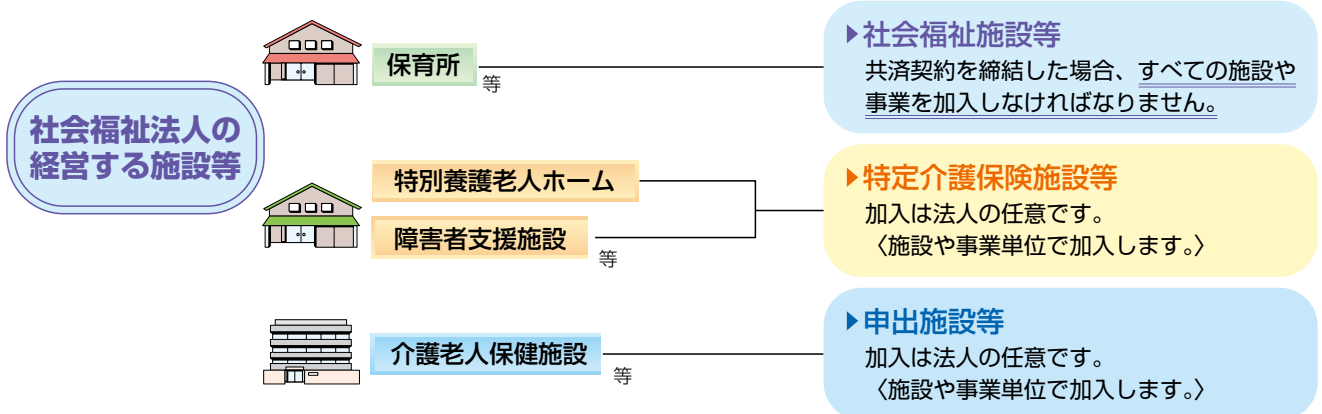 社会福祉法人の
経営する施設等
保育所
等
▶社会福祉施設等
共済契約を締結した場合、すべての施設や
事業を加入しなければなりません。
特別養護老人ホーム
障害者支援施設
等
▶特定介護保険施設等
加入は法人の任意です。
〈施設や事業単位で加入します。〉
介護老人保健施設
等
▶申出施設等
加入は法人の任意です。
〈施設や事業単位で加入します。〉